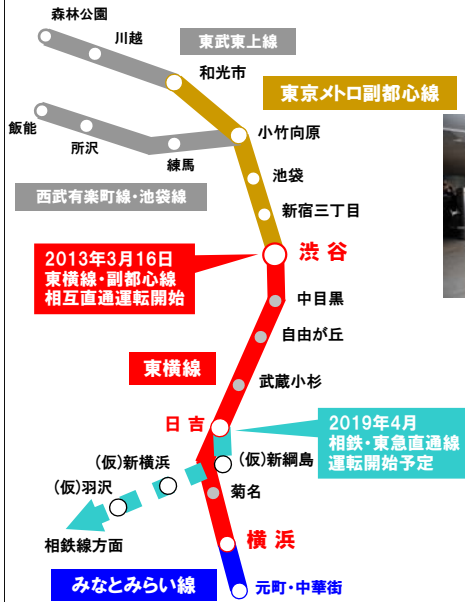 森林公園
川越
東武東上線
和光市
東京メトロ副都心線
飯能
所沢
練馬
小竹向原
池袋
西武有楽町線・池袋線
新宿三丁目
2013年3月16日
東横線・副都心線
相互直通運転開始
渋谷
中目黒
自由が丘
東横線
武蔵小杉
日吉
2019年4月
相鉄・東急直通線
運転開始予定
(仮)新横浜
(仮)新綱島
(仮)羽沢
菊名
相鉄線方面
横浜
みなとみらい線
元町・中華街